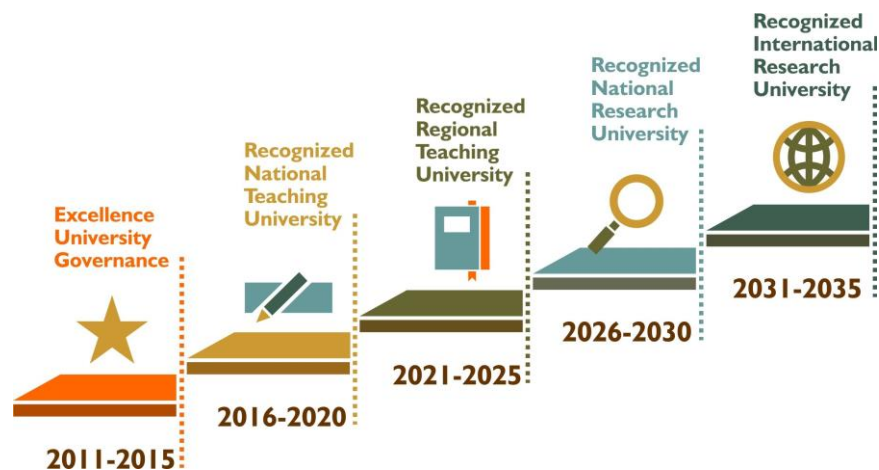 Excellence
University
Governance
2011-2015
Recognized
National
Teaching
University
2016-2020
Recognized
Regional
Teaching
University
2021-2025
Recognized
National
Research
University
2026-2030
Recognized
International
Research
University
2031-2035